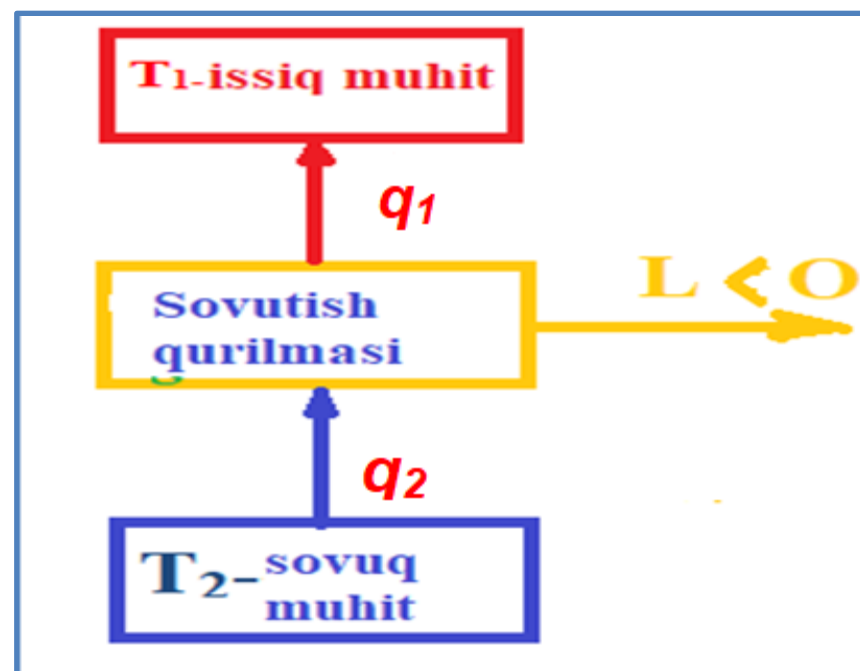 T₁-issiq muhit
q₁
L < O
Sovutish
qurilmasi
q₂
T₂- sovuq
muhit